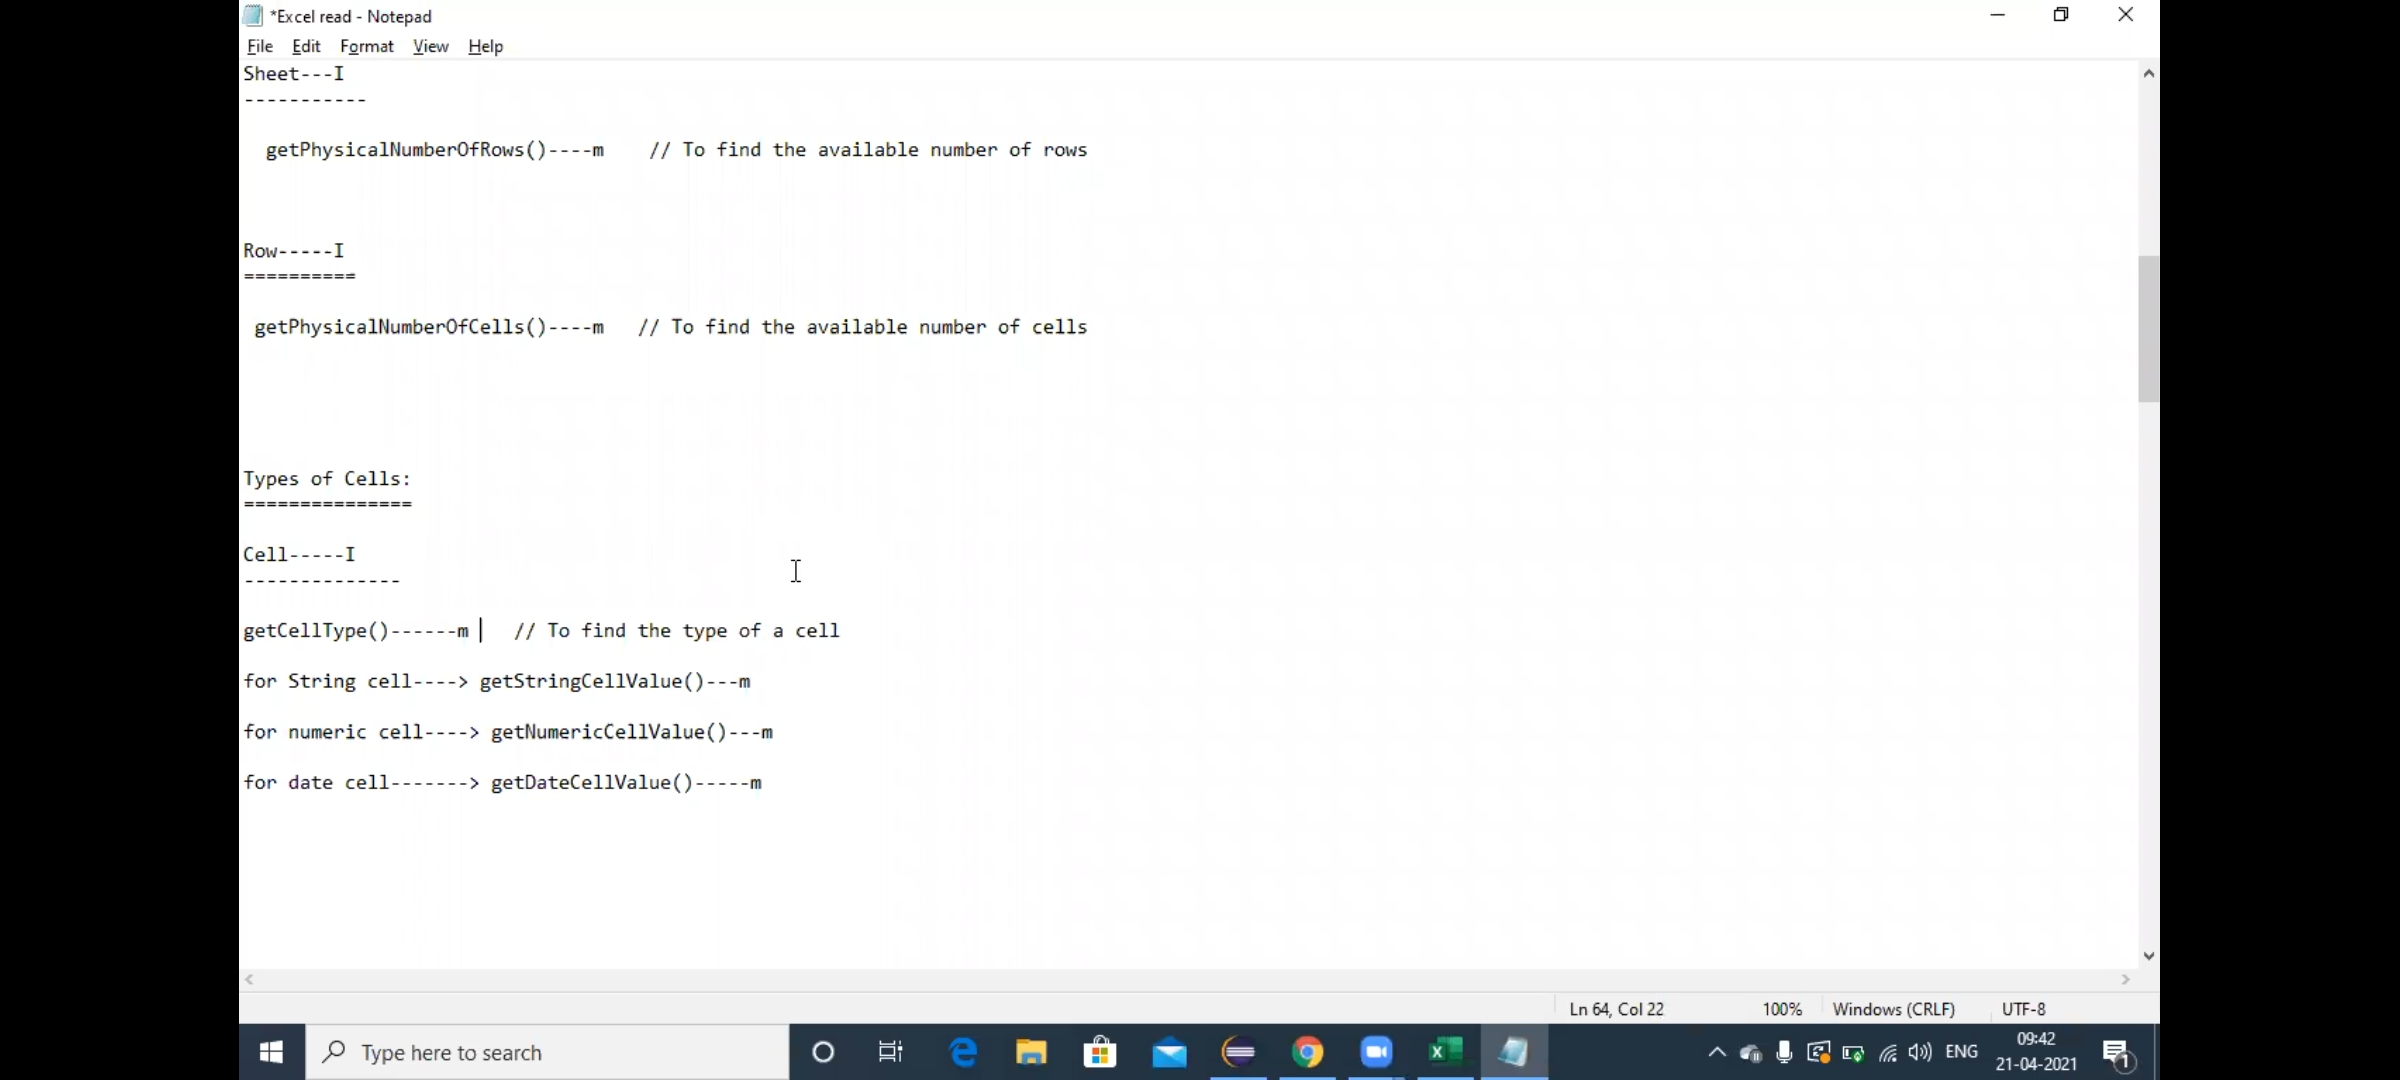 *Excel read - Notepad
File Edit Format View Help
Sheet---I
-----------
getPhysicalNumberOfRows()----m // To find the available number of rows
Row-----I
==========
getPhysicalNumberOfCells()----m // To find the available number of cells
Types of Cells:
===============
Cell-----I
--------------
getCellType()------m // To find the type of a cell
for String cell----> getStringCellValue()---m
for numeric cell----> getNumericCellValue()---m
for date cell-------> getDateCellValue()-----m
Ln 64, Col 22 100% Windows (CRLF) UTF-8
Type here to search
ENG
09:42
21-04-2021
1